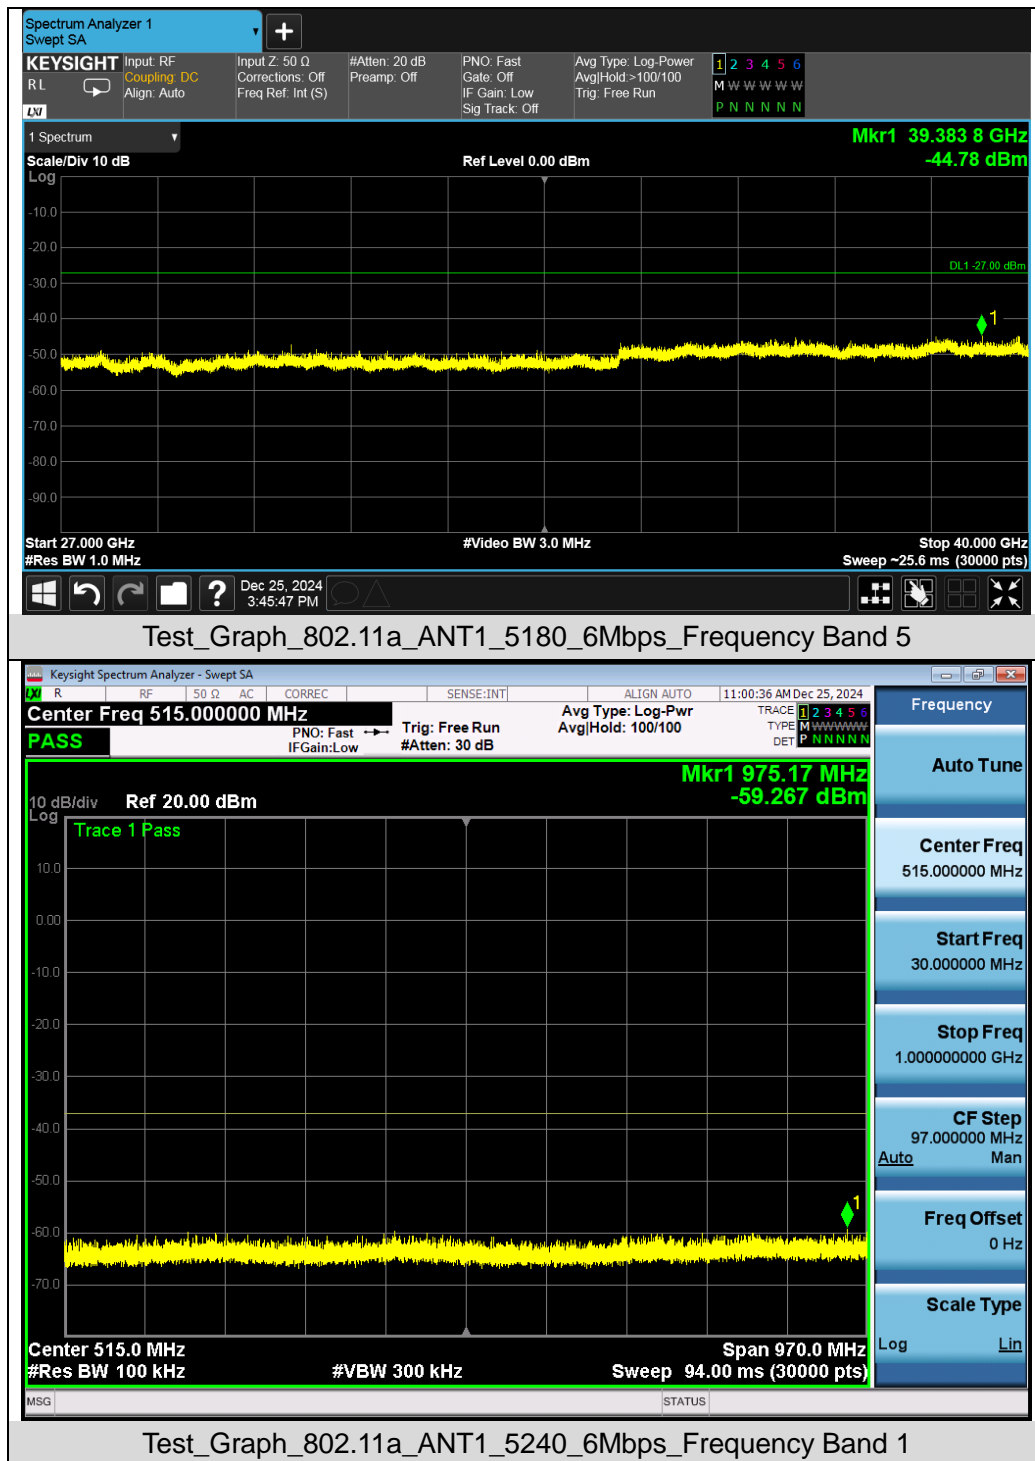 Spectrum Analyzer 1
Swept SA
KEYSIGHT
RL
LXI
Input: RF
Coupling: DC
Align: Auto
Input Z: 50 Ω
Corrections: Off
Freq Ref: Int (S)
#Atten: 20 dB
Preamp: Off
PNO: Fast
Gate: Off
IF Gain: Low
Sig Track: Off
Avg Type: Log-Power
Avg|Hold:>100/100
Trig: Free Run
1 2 3 4 5 6
M W W W W W
P N N N N N
1 Spectrum
Mkr1 39.383 8 GHz
-44.78 dBm
Scale/Div 10 dB
Ref Level 0.00 dBm
Log
-10.0
-20.0
DL1 -27.00 dBm
-30.0
-40.0
1
-50.0
-60.0
-70.0
-80.0
-90.0
Start 27.000 GHz
#Video BW 3.0 MHz
Stop 40.000 GHz
#Res BW 1.0 MHz
Sweep ~25.6 ms (30000 pts)
?
Dec 25, 2024
3:45:47 PM
Test_Graph_802.11a_ANT1_5180_6Mbps_Frequency Band 5
Keysight Spectrum Analyzer - Swept SA
LXI R RF 50 Ω AC CORREC SENSE:INT ALIGN AUTO 11:00:36 AM Dec 25, 2024
Center Freq 515.000000 MHz
PASS
PNO: Fast
IFGain:Low
Trig: Free Run
#Atten: 30 dB
Avg Type: Log-Pwr
Avg|Hold: 100/100
TRACE 1 2 3 4 5 6
TYPE M W W W W W
DET P N N N N N
Frequency
Auto Tune
Center Freq
515.000000 MHz
Start Freq
30.000000 MHz
Stop Freq
1.000000000 GHz
CF Step
97.000000 MHz
Auto Man
Freq Offset
0 Hz
Scale Type
Log Lin
Mkr1 975.17 MHz
-59.267 dBm
10 dB/div Ref 20.00 dBm
Log
Trace 1 Pass
10.0
0.00
-10.0
-20.0
-30.0
-40.0
-50.0
1
-60.0
-70.0
Center 515.0 MHz
Span 970.0 MHz
#Res BW 100 kHz
#VBW 300 kHz
Sweep 94.00 ms (30000 pts)
MSG
STATUS
Test_Graph_802.11a_ANT1_5240_6Mbps_Frequency Band 1